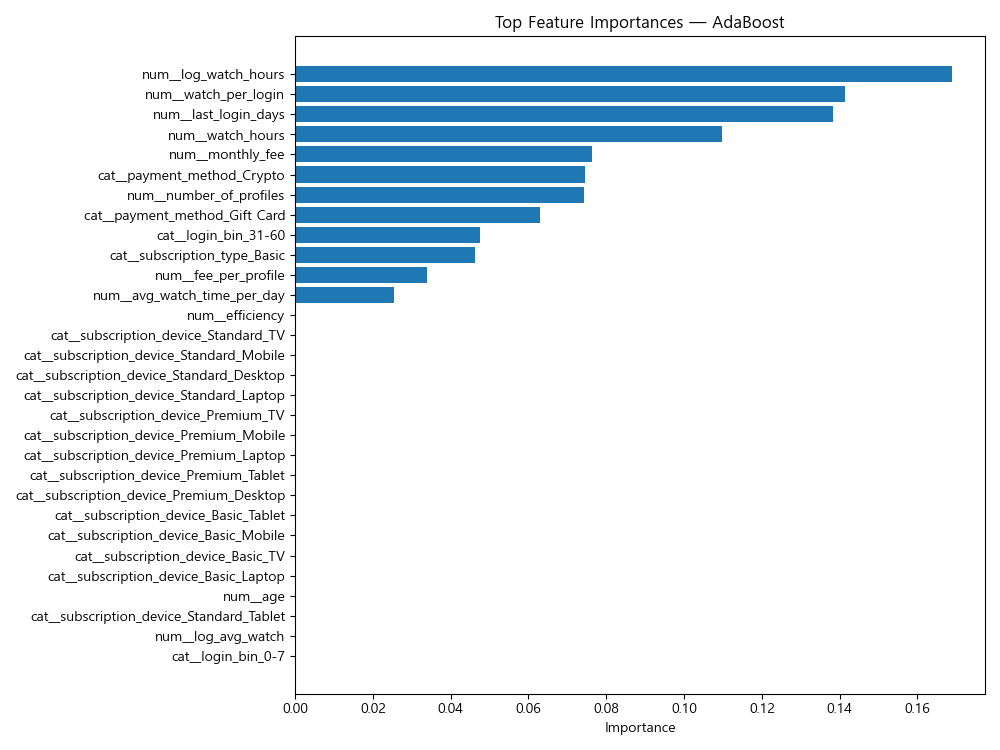 Top Feature Importances — AdaBoost
num__log_watch_hours
num__watch_per_login
num__last_login_days
num__watch_hours
num__monthly_fee
cat__payment_method_Crypto
num__number_of_profiles
cat__payment_method_Gift Card
cat__login_bin_31-60
cat__subscription_type_Basic
num__fee_per_profile
num__avg_watch_time_per_day
num__efficiency
cat__subscription_device_Standard_TV
cat__subscription_device_Standard_Mobile
cat__subscription_device_Standard_Desktop
cat__subscription_device_Standard_Laptop
cat__subscription_device_Premium_TV
cat__subscription_device_Premium_Mobile
cat__subscription_device_Premium_Laptop
cat__subscription_device_Premium_Tablet
cat__subscription_device_Premium_Desktop
cat__subscription_device_Basic_Tablet
cat__subscription_device_Basic_Mobile
cat__subscription_device_Basic_TV
cat__subscription_device_Basic_Laptop
num__age
cat__subscription_device_Standard_Tablet
num__log_avg_watch
cat__login_bin_0-7
0.00 0.02 0.04 0.06 0.08 0.10 0.12 0.14 0.16
Importance